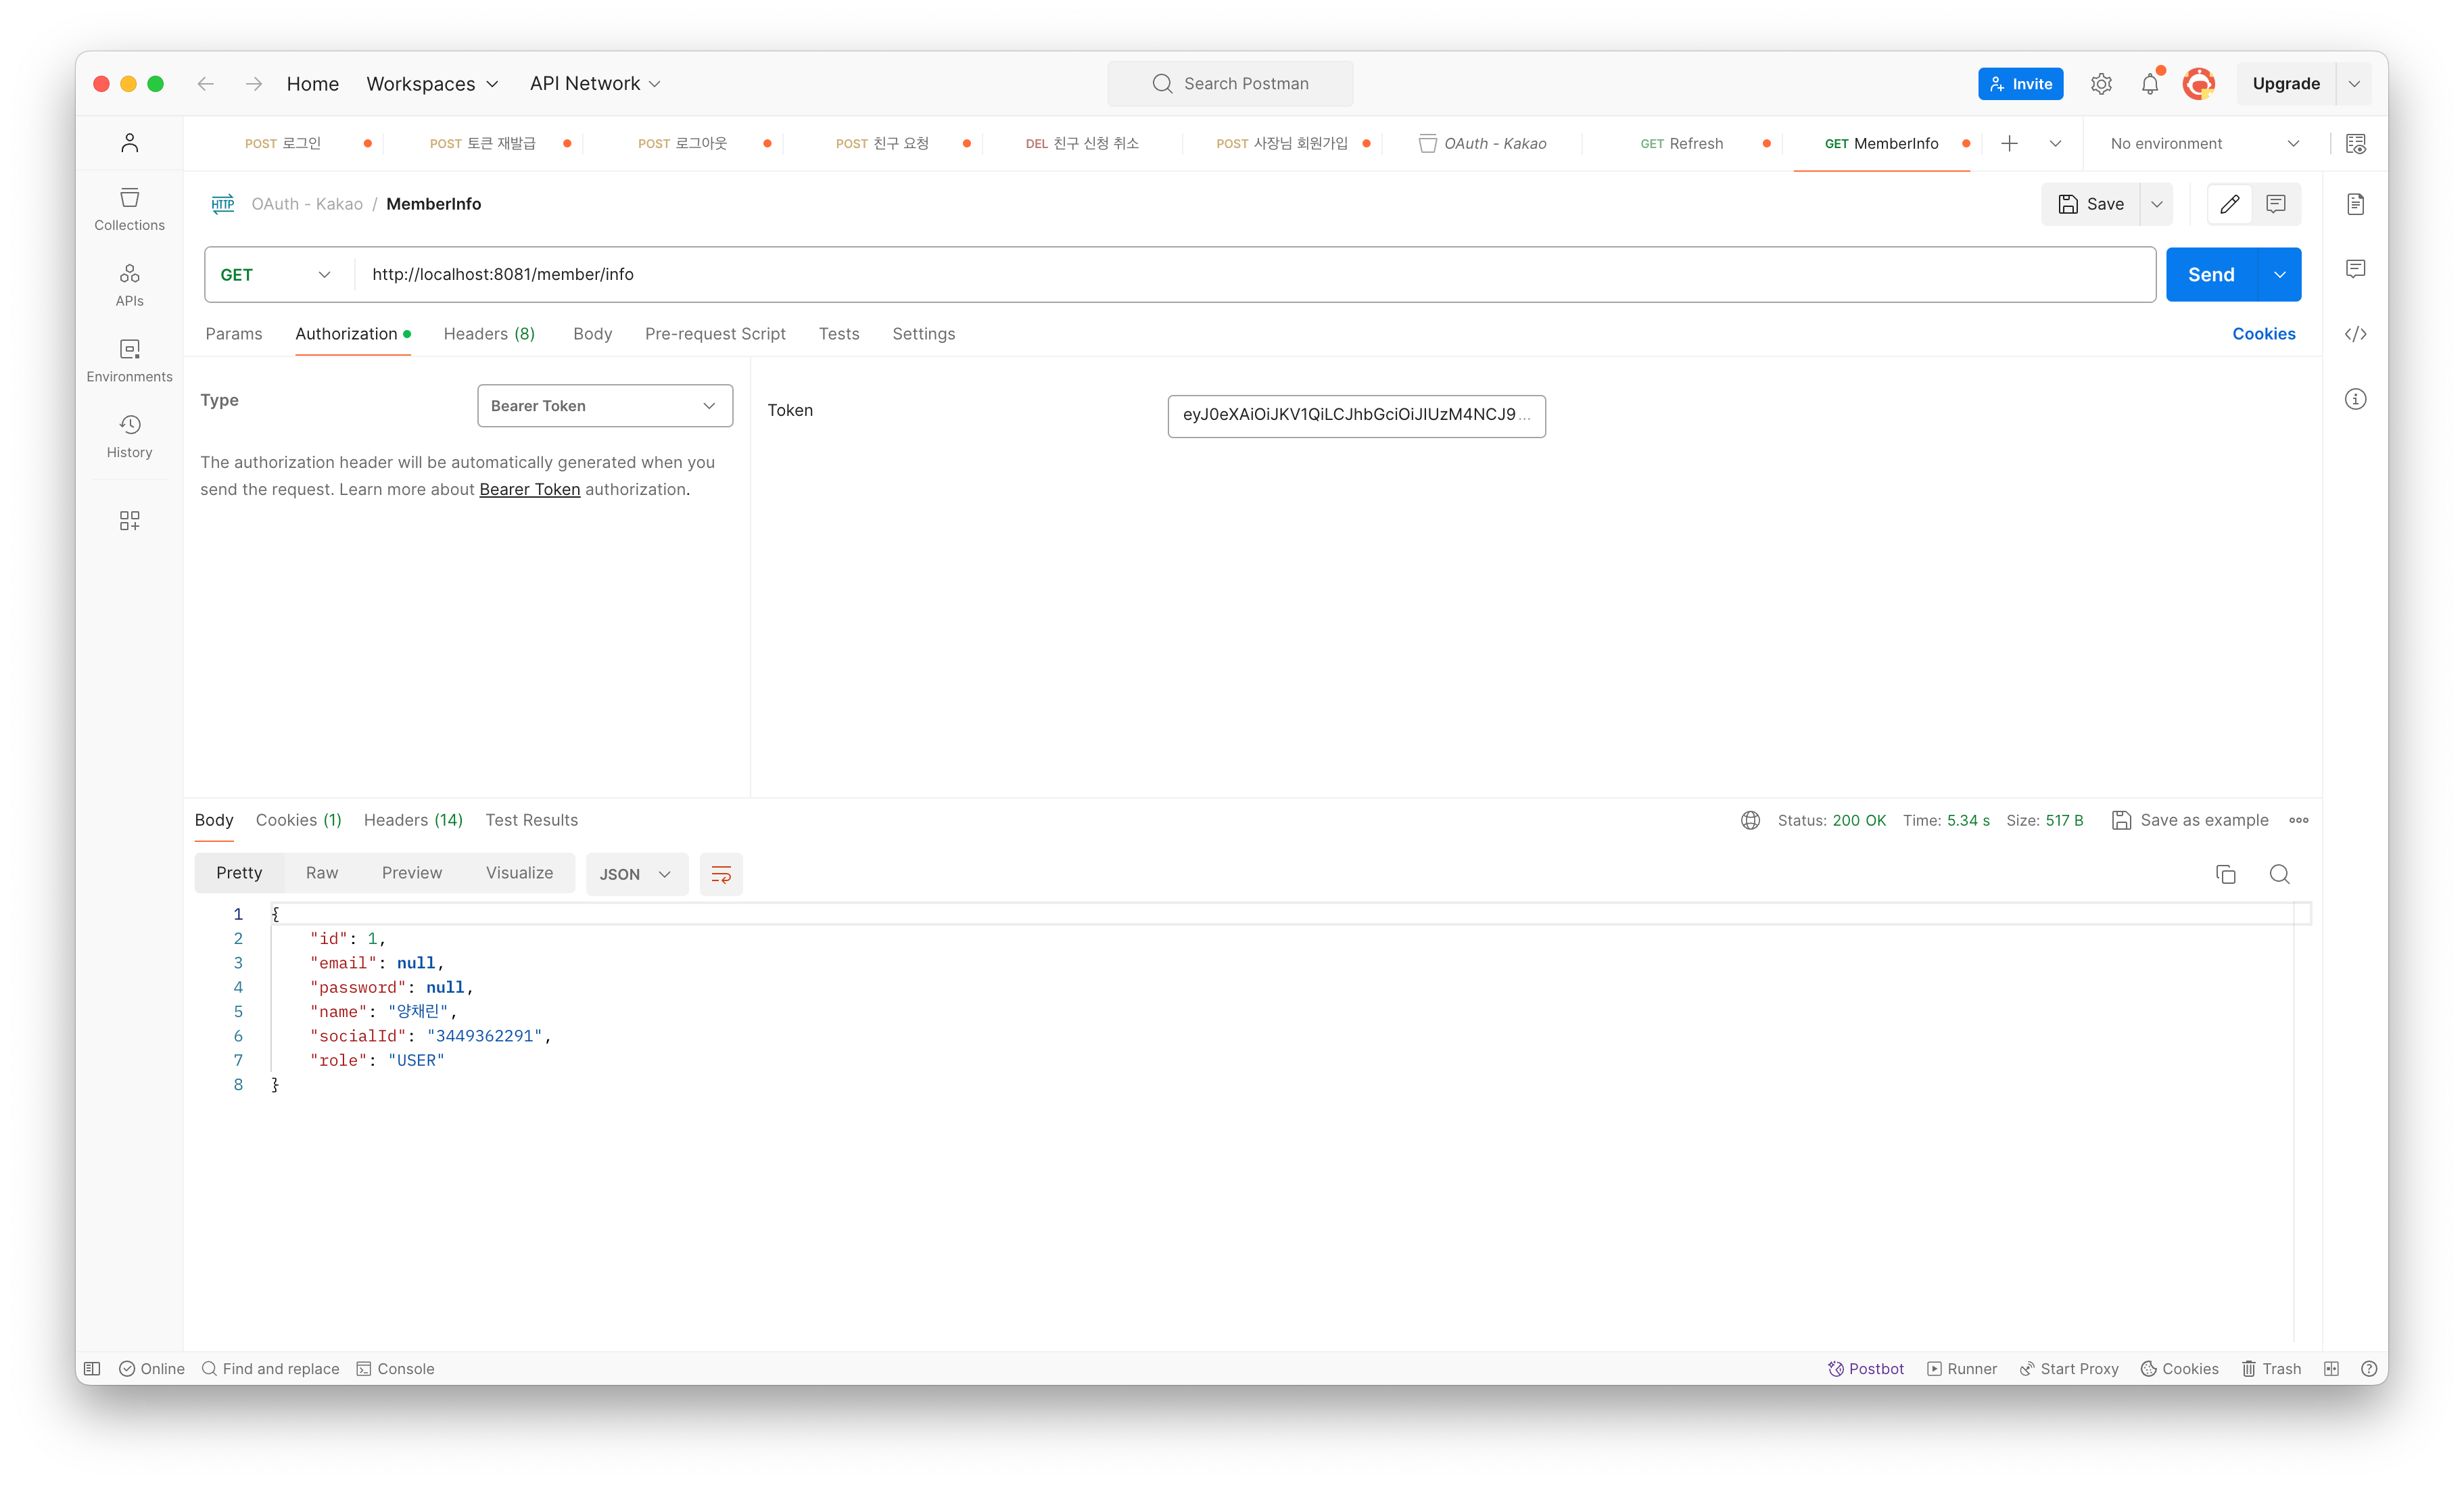 Home Workspaces API Network Search Postman Invite Upgrade
POST 로그인 POST 토큰 재발급 POST 로그아웃 POST 친구 요청 DEL 친구 신청 취소 POST 사장님 회원가입 OAuth - Kakao GET Refresh GET MemberInfo No environment
HTTP OAuth - Kakao / MemberInfo Save
Collections
APIs
Environments
History
GET http://localhost:8081/member/info Send
Params Authorization Headers (8) Body Pre-request Script Tests Settings Cookies
Type Bearer Token
Token eyJ0eXAiOiJKV1QiLCJhbGciOiJIUzM4NCJ9...
The authorization header will be automatically generated when you
send the request. Learn more about Bearer Token authorization.
Body Cookies (1) Headers (14) Test Results Status: 200 OK Time: 5.34 s Size: 517 B Save as example
Pretty Raw Preview Visualize JSON
1 {
2 "id": 1,
3 "email": null,
4 "password": null,
5 "name": "양채린",
6 "socialId": "3449362291",
7 "role": "USER"
8 }
Online Find and replace Console Postbot Runner Start Proxy Cookies Trash